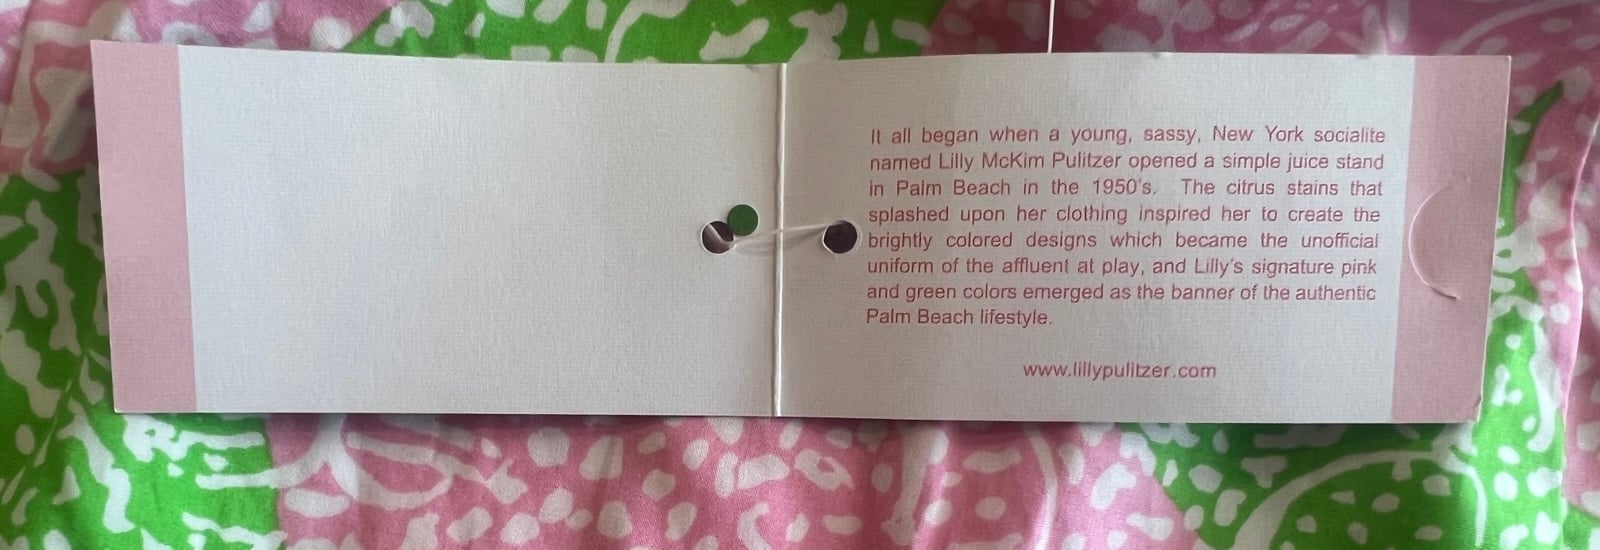 It all began when a young, sassy, New York socialite
named Lilly McKim Pulitzer opened a simple juice stand
in Palm Beach in the 1950's. The citrus stains that
splashed upon her clothing inspired her to create the
brightly colored designs which became the unofficial
uniform of the affluent at play, and Lilly's signature pink
and green colors emerged as the banner of the authentic
Palm Beach lifestyle.
www.lillypulitzer.com